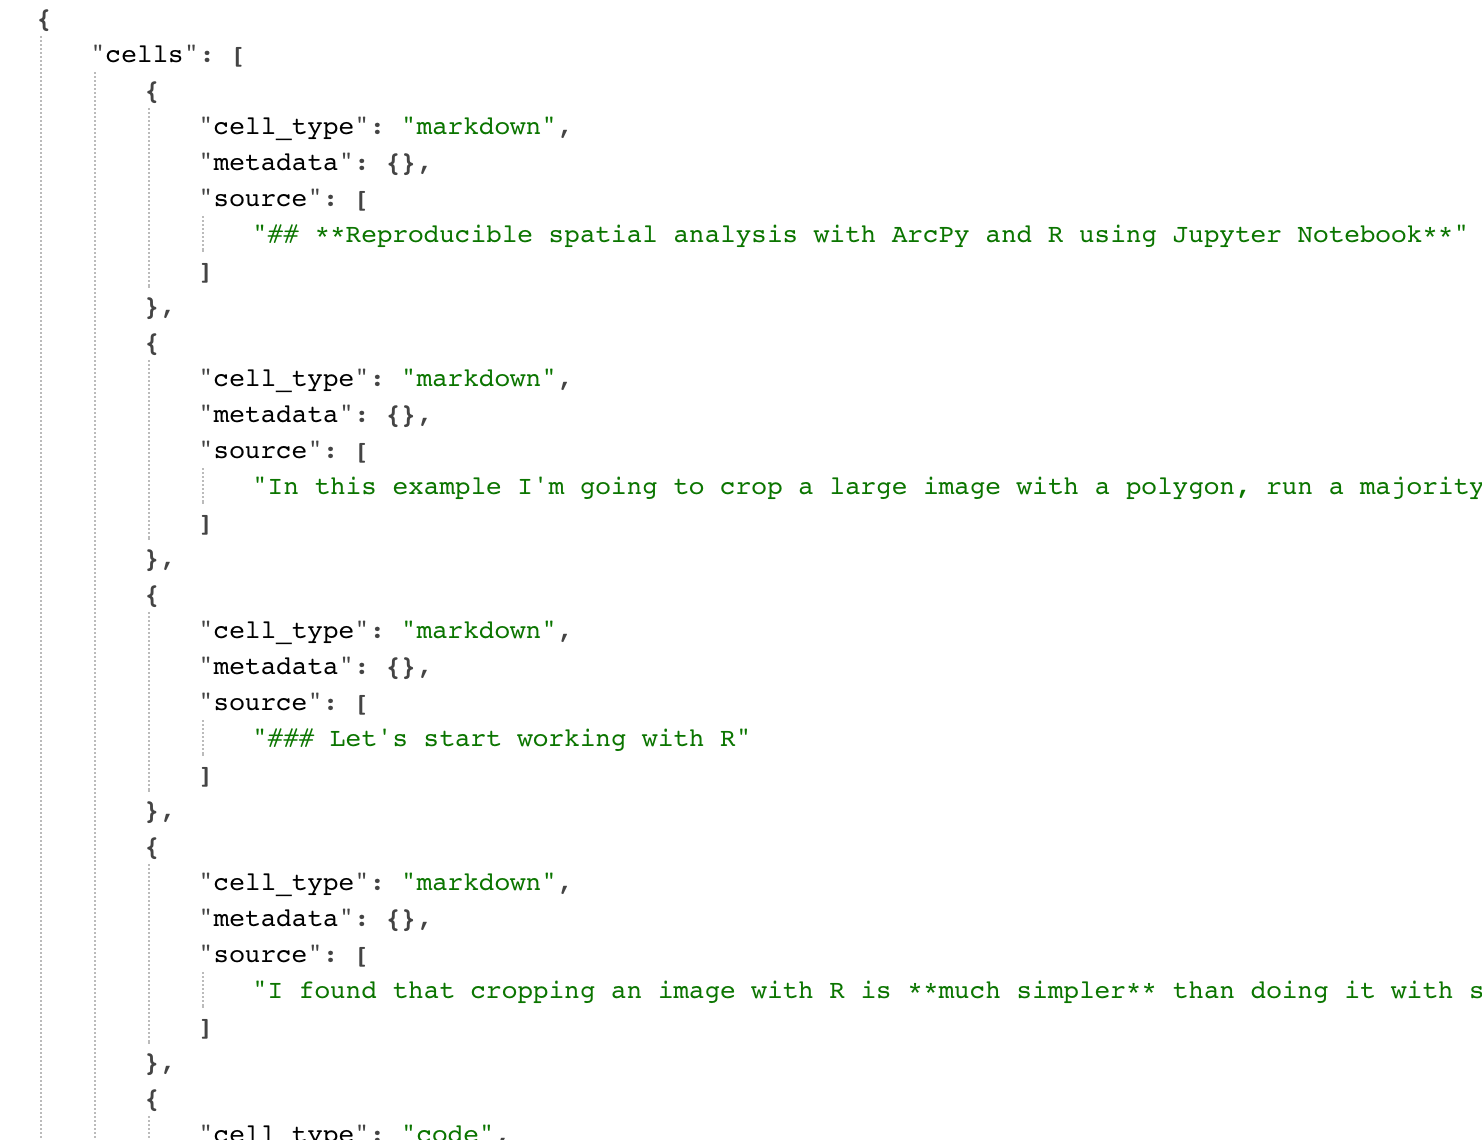 {
"cells": [
{
"cell_type": "markdown",
"metadata": {},
"source": [
"## **Reproducible spatial analysis with ArcPy and R using Jupyter Notebook**"
]
},
{
"cell_type": "markdown",
"metadata": {},
"source": [
"In this example I'm going to crop a large image with a polygon, run a majority
]
},
{
"cell_type": "markdown",
"metadata": {},
"source": [
"### Let's start working with R"
]
},
{
"cell_type": "markdown",
"metadata": {},
"source": [
"I found that cropping an image with R is **much simpler** than doing it with s
]
},
{
"cell_type": "code",